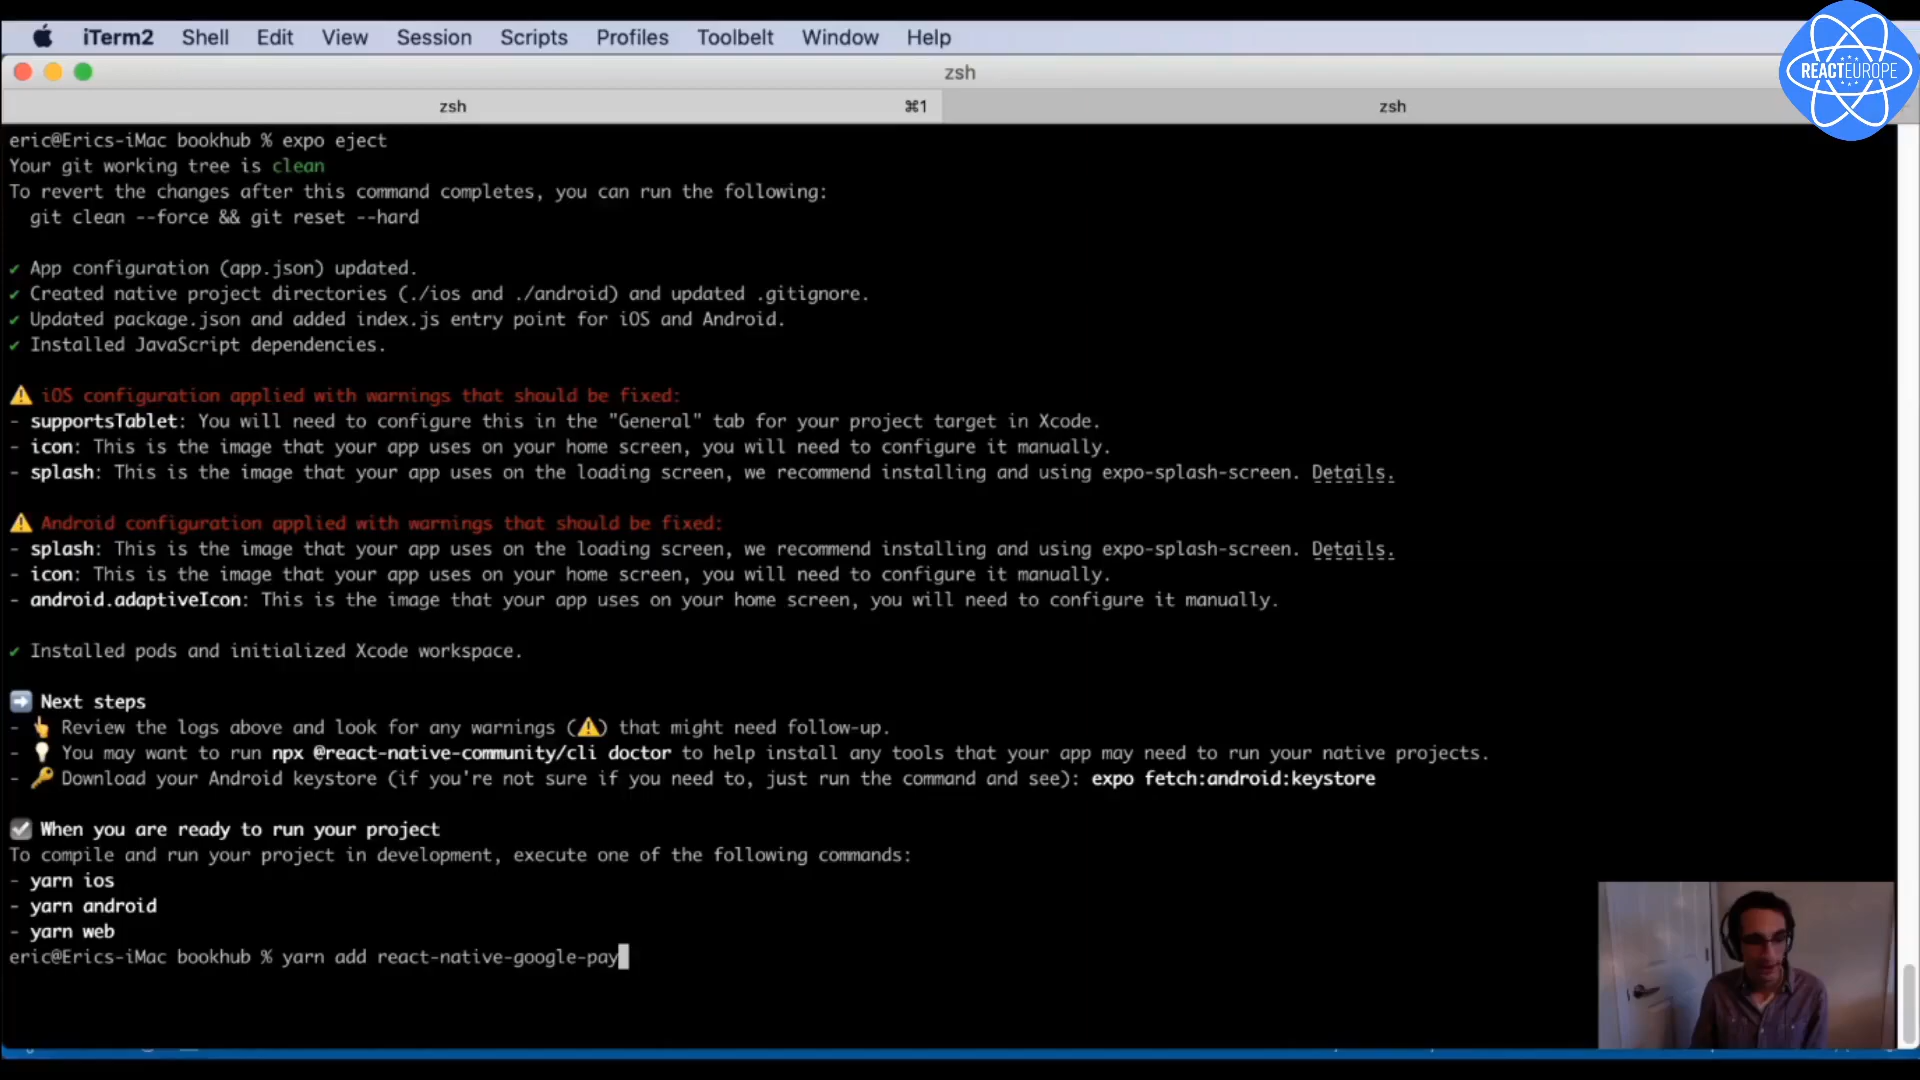 iTerm2 Shell Edit View Session Scripts Profiles Toolbelt Window Help
REACTEUROPE
zsh
zsh ⌘1 zsh
eric@Erics-iMac bookhub % expo eject
Your git working tree is clean
To revert the changes after this command completes, you can run the following:
git clean --force && git reset --hard
✔ App configuration (app.json) updated.
✔ Created native project directories (./ios and ./android) and updated .gitignore.
✔ Updated package.json and added index.js entry point for iOS and Android.
✔ Installed JavaScript dependencies.
⚠️ iOS configuration applied with warnings that should be fixed:
- supportsTablet: You will need to configure this in the "General" tab for your project target in Xcode.
- icon: This is the image that your app uses on your home screen, you will need to configure it manually.
- splash: This is the image that your app uses on the loading screen, we recommend installing and using expo-splash-screen. Details.
⚠️ Android configuration applied with warnings that should be fixed:
- splash: This is the image that your app uses on the loading screen, we recommend installing and using expo-splash-screen. Details.
- icon: This is the image that your app uses on your home screen, you will need to configure it manually.
- android.adaptiveIcon: This is the image that your app uses on your home screen, you will need to configure it manually.
✔ Installed pods and initialized Xcode workspace.
➡️ Next steps
- 👆 Review the logs above and look for any warnings (⚠️) that might need follow-up.
- 💡 You may want to run npx @react-native-community/cli doctor to help install any tools that your app may need to run your native projects.
- 🔑 Download your Android keystore (if you're not sure if you need to, just run the command and see): expo fetch:android:keystore
☑️ When you are ready to run your project
To compile and run your project in development, execute one of the following commands:
- yarn ios
- yarn android
- yarn web
eric@Erics-iMac bookhub % yarn add react-native-google-pay